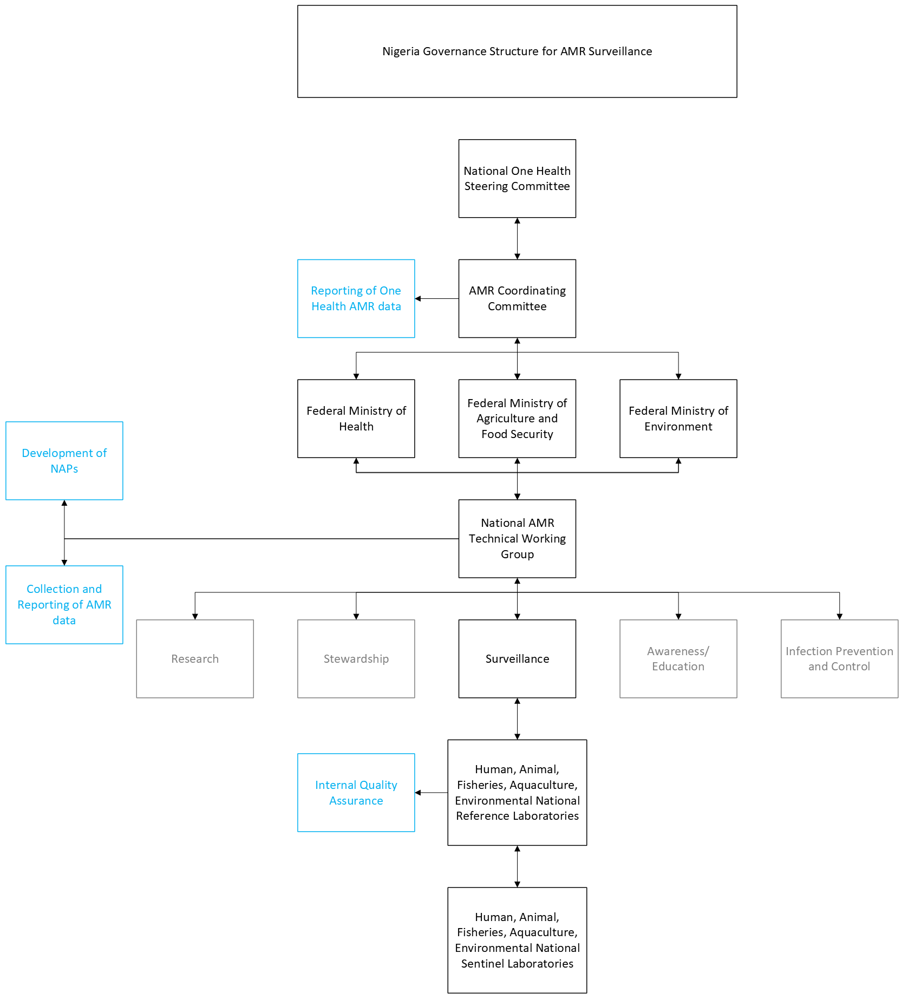 Nigeria Governance Structure for AMR Surveillance
National One Health
Steering Committee
Reporting of One
Health AMR data
AMR Coordinating
Committee
Federal Ministry of
Health
Federal Ministry of
Agriculture and
Food Security
Federal Ministry of
Environment
Development of
NAPs
National AMR
Technical Working
Group
Collection and
Reporting of AMR
data
Research
Stewardship
Surveillance
Awareness/
Education
Infection Prevention
and Control
Internal Quality
Assurance
Human, Animal,
Fisheries, Aquaculture,
Environmental National
Reference Laboratories
Human, Animal,
Fisheries, Aquaculture,
Environmental National
Sentinel Laboratories